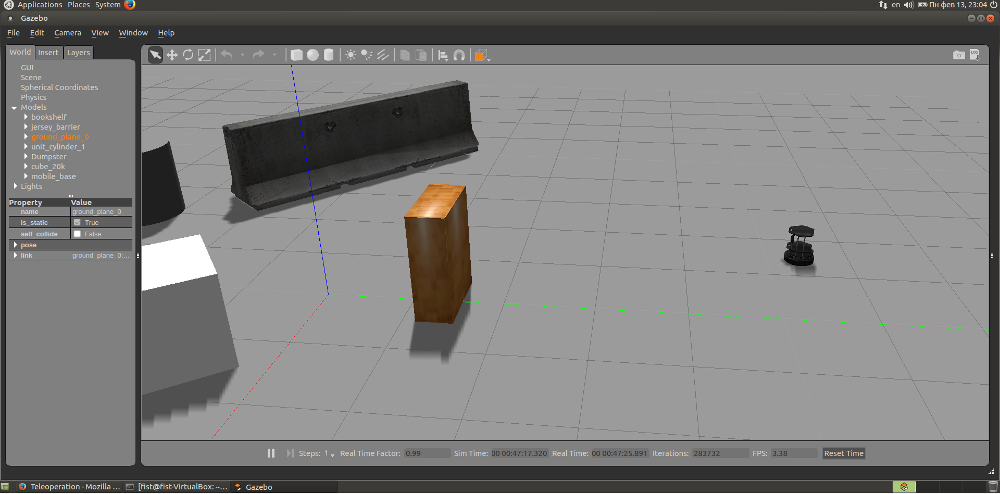 Applications Places System
en Пн фев 13, 23:04
Gazebo
File Edit Camera View Window Help
World Insert Layers
GUI
Scene
Spherical Coordinates
Physics
Models
bookshelf
jersey_barrier
ground_plane_0
unit_cylinder_1
Dumpster
cube_20k
mobile_base
Lights
Property Value
name ground_plane_0
is_static True
self_collide False
pose
link ground_plane_0:...
LOG
Steps: 1 Real Time Factor: 0.99 Sim Time: 00 00:47:17.320 Real Time: 00 00:47:25.891 Iterations: 283732 FPS: 3.38 Reset Time
Teleoperation - Mozilla ... [fist@fist-VirtualBox: ~... Gazebo